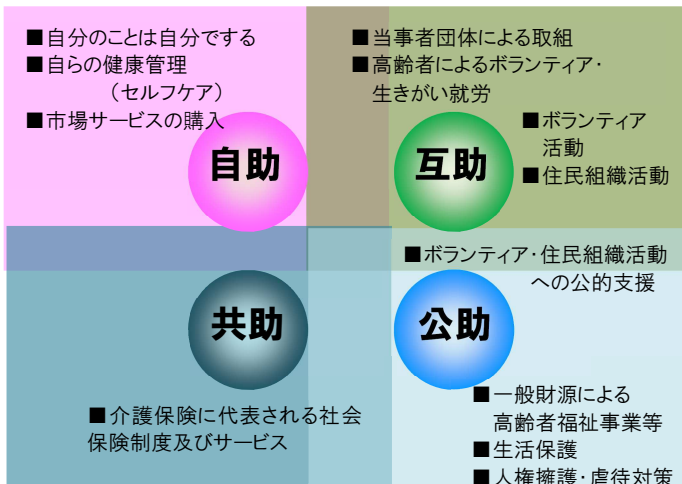 ■自分のことは自分でする
■自らの健康管理
（セルフケア）
■市場サービスの購入
自助
■当事者団体による取組
■高齢者によるボランティア・
生きがい就労
■ボランティア
活動
■住民組織活動
互助
■ボランティア・住民組織活動
への公的支援
共助
■介護保険に代表される社会
保険制度及びサービス
公助
■一般財源による
高齢者福祉事業等
■生活保護
■人権擁護・虐待対策